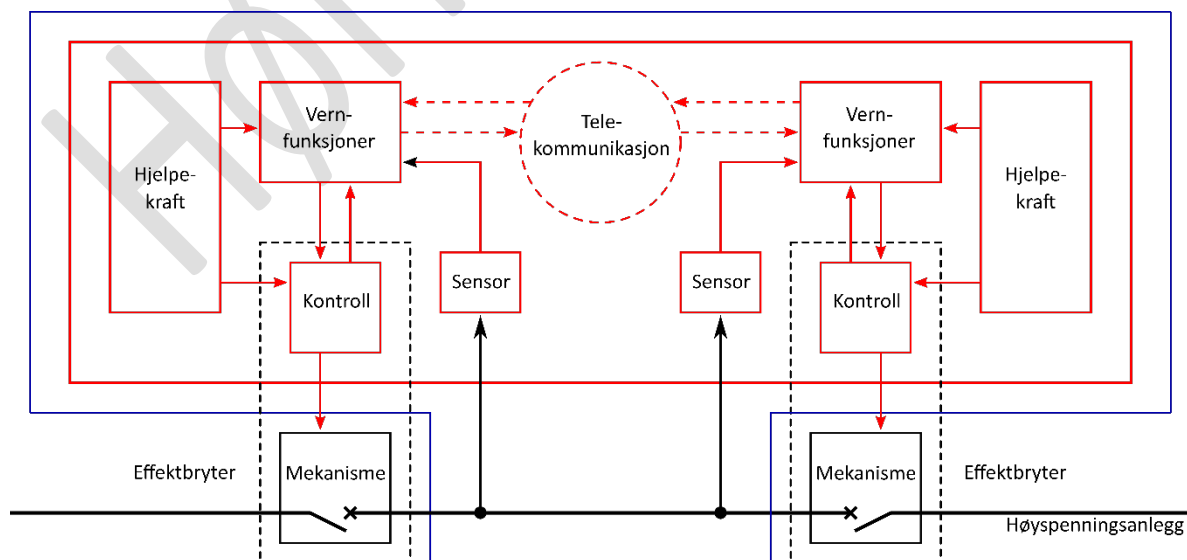 HØ
Vern-
funksjoner
Tele-
kommunikasjon
Vern-
funksjoner
Hjelpe-
kraft
Hjelpe-
kraft
Kontroll
Sensor
Sensor
Kontroll
Effektbryter
Mekanisme
Mekanisme
Effektbryter
Høyspenningsanlegg